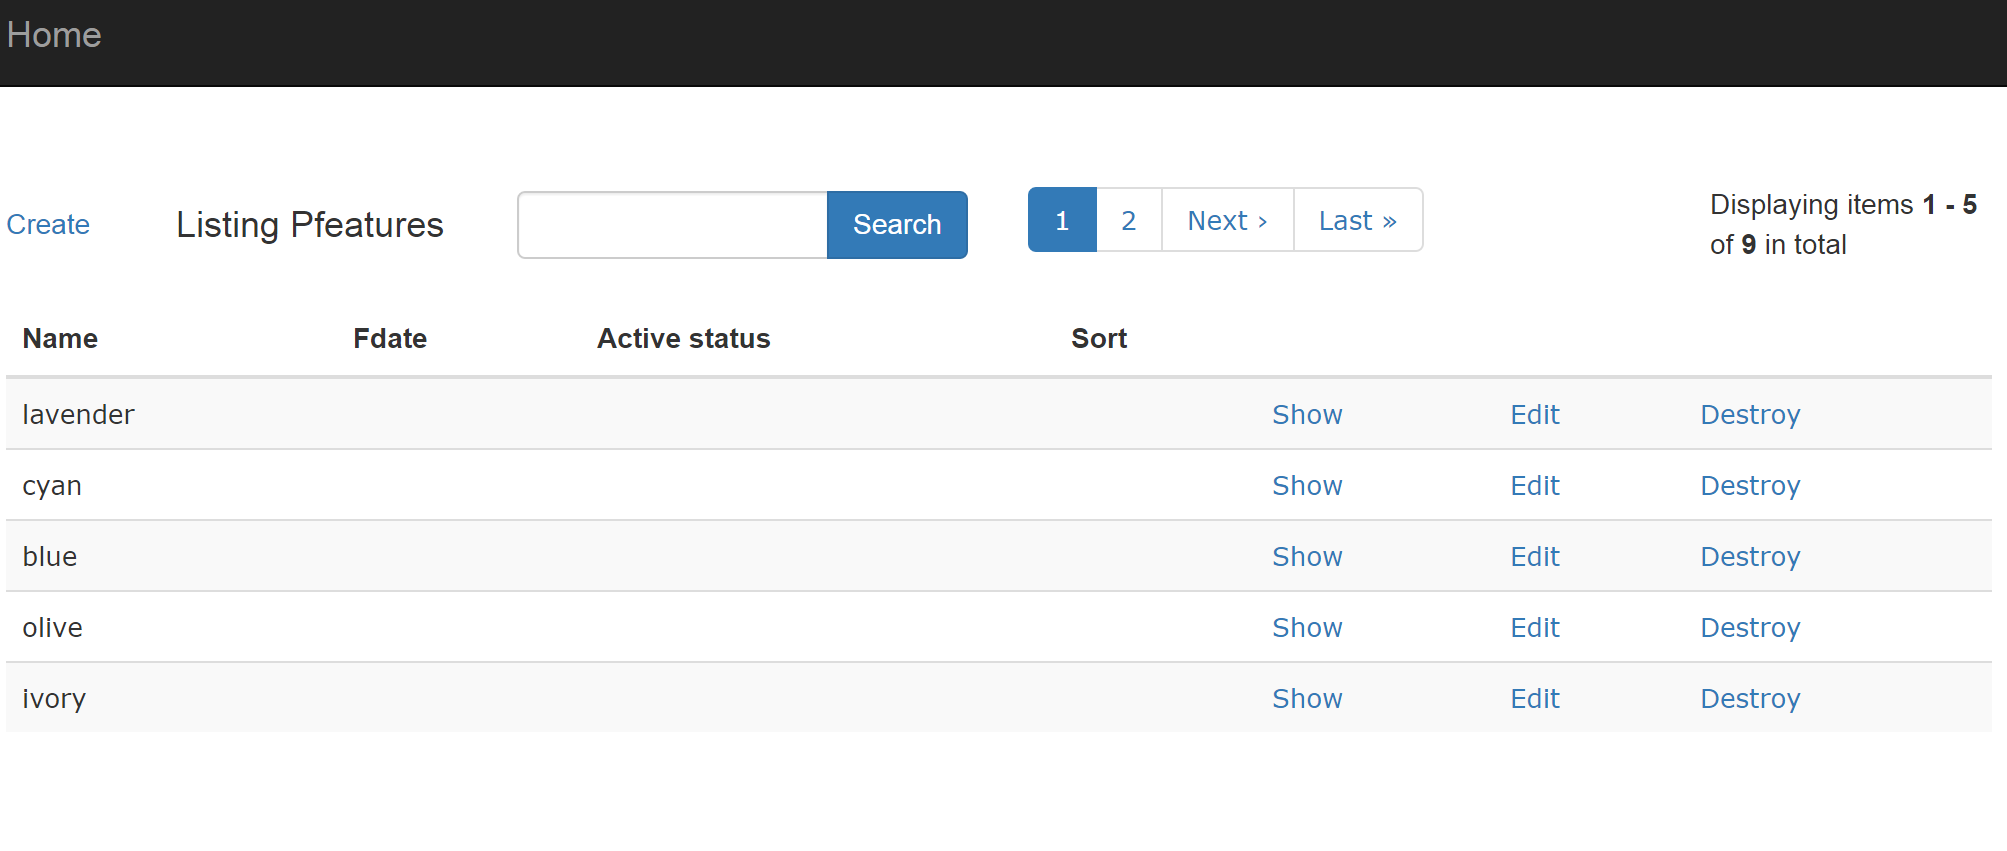 Home
Create Listing Pfeatures Search 1 2 Next › Last » Displaying items 1 - 5
of 9 in total
Name Fdate Active status Sort
lavender Show Edit Destroy
cyan Show Edit Destroy
blue Show Edit Destroy
olive Show Edit Destroy
ivory Show Edit Destroy